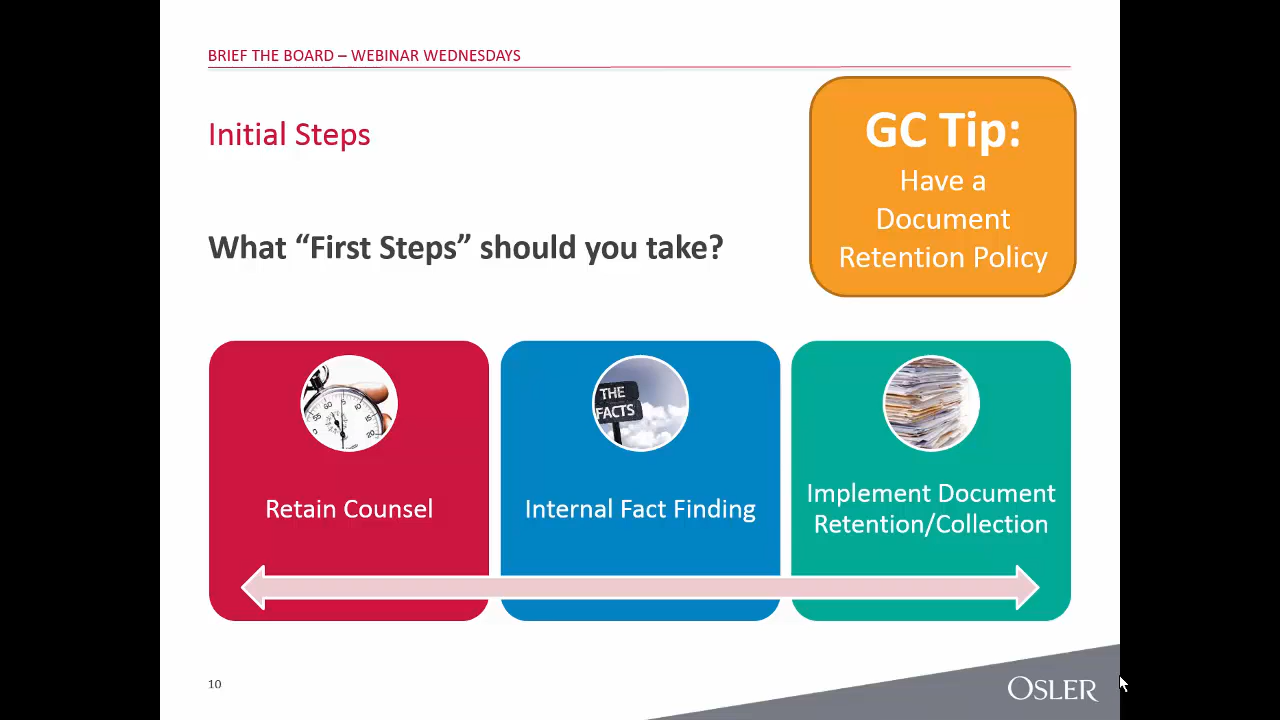 BRIEF THE BOARD – WEBINAR WEDNESDAYS
Initial Steps
GC Tip:
Have a
Document
Retention Policy
What “First Steps” should you take?
THE
FACTS
Retain Counsel
Internal Fact Finding
Implement Document
Retention/Collection
10
OSLER